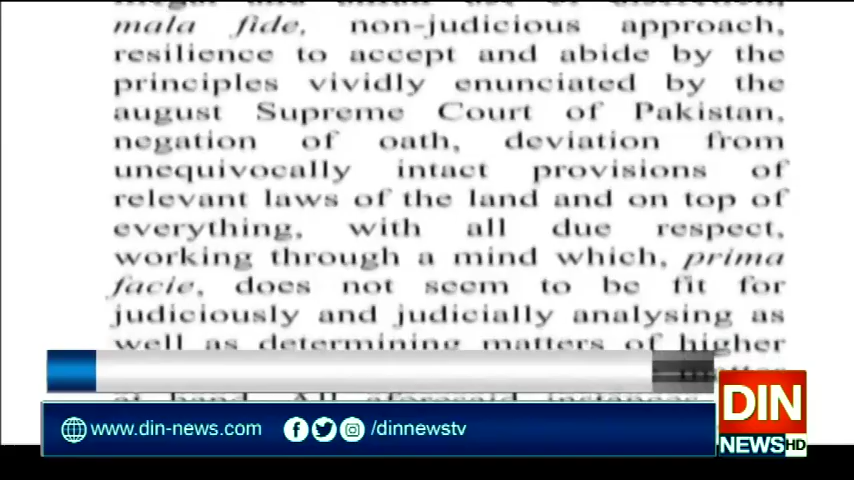 mala fide, non-judicious approach,
resilience to accept and abide by the
principles vividly enunciated by the
august Supreme Court of Pakistan,
negation of oath, deviation from
unequivocally intact provisions of
relevant laws of the land and on top of
everything, with all due respect,
working through a mind which, prima
facie, does not seem to be fit for
judiciously and judicially analysing as
well as determining matters of higher
www.din-news.com /dinnewstv
DIN
NEWS HD